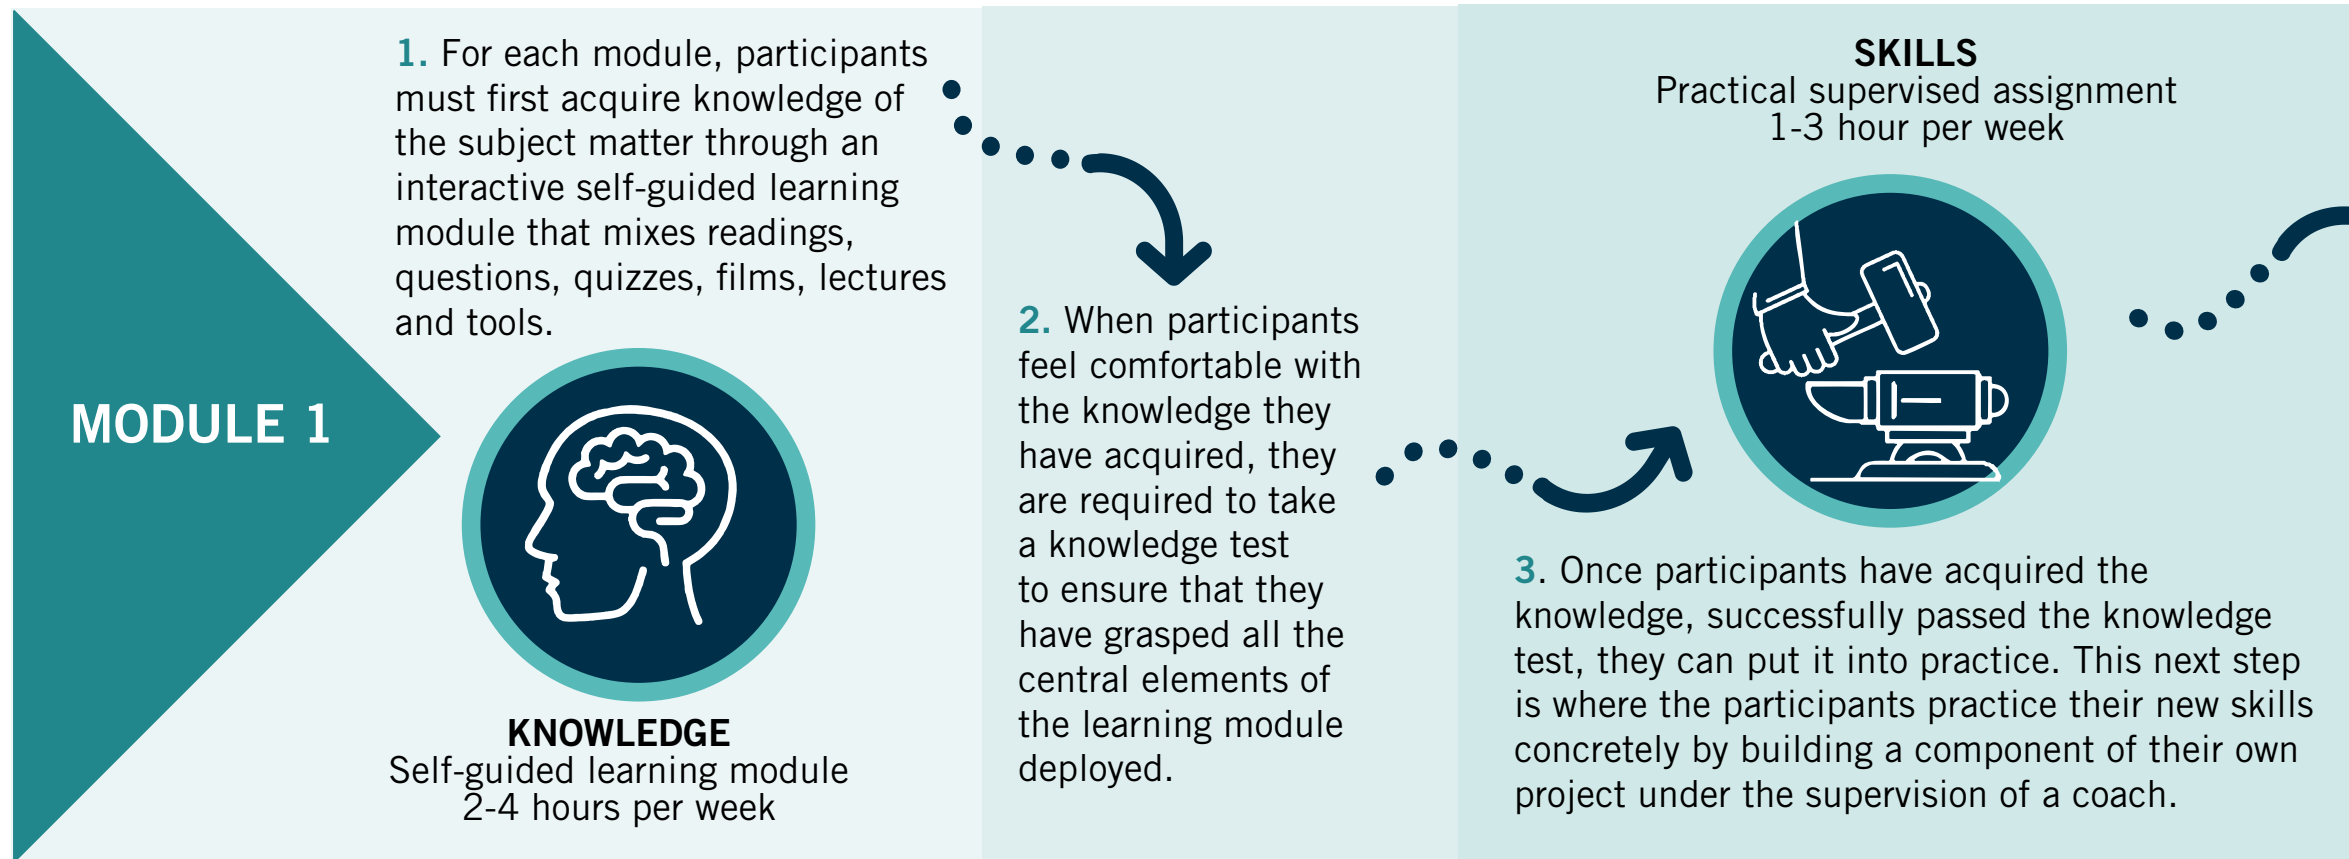 MODULE 1
1. For each module, participants
must first acquire knowledge of
the subject matter through an
interactive self-guided learning
module that mixes readings,
questions, quizzes, films, lectures
and tools.
KNOWLEDGE
Self-guided learning module
2-4 hours per week
2. When participants
feel comfortable with
the knowledge they
have acquired, they
are required to take
a knowledge test
to ensure that they
have grasped all the
central elements of
the learning module
deployed.
SKILLS
Practical supervised assignment
1-3 hour per week
3. Once participants have acquired the
knowledge, successfully passed the knowledge
test, they can put it into practice. This next step
is where the participants practice their new skills
concretely by building a component of their own
project under the supervision of a coach.